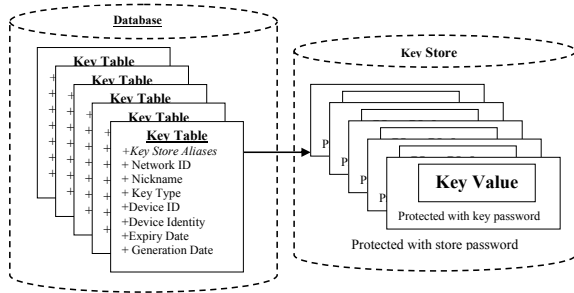 Database
Key Store
Key Table
Key Table
Key Table
Key Table
Key Table
+Key Store Aliases
+ Network ID
+ Nickname
+ Key Type
+Device ID
+Device Identity
+Expiry Date
+ Generation Date
Key Value
Protected with key password
Protected with store password